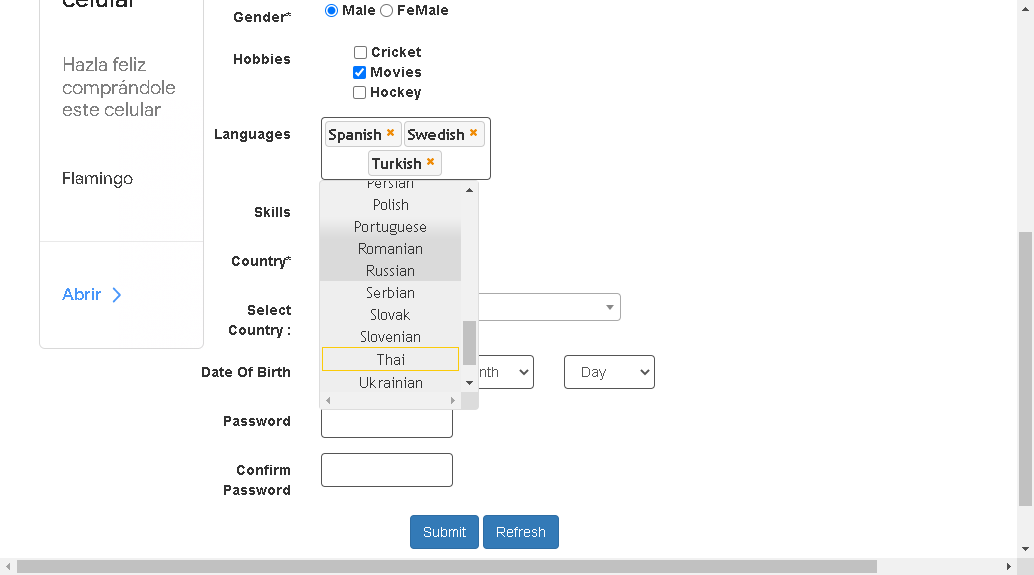 celular
Hazla feliz
comprándole
este celular
Flamingo
Abrir
Gender*
Male
FeMale
Hobbies
Cricket
Movies
Hockey
Languages
Spanish
Swedish
Turkish
Persian
Polish
Portuguese
Romanian
Russian
Serbian
Slovak
Slovenian
Thai
Ukrainian
Skills
Country*
Select
Country :
Date Of Birth
nth
Day
Password
Confirm
Password
Submit
Refresh